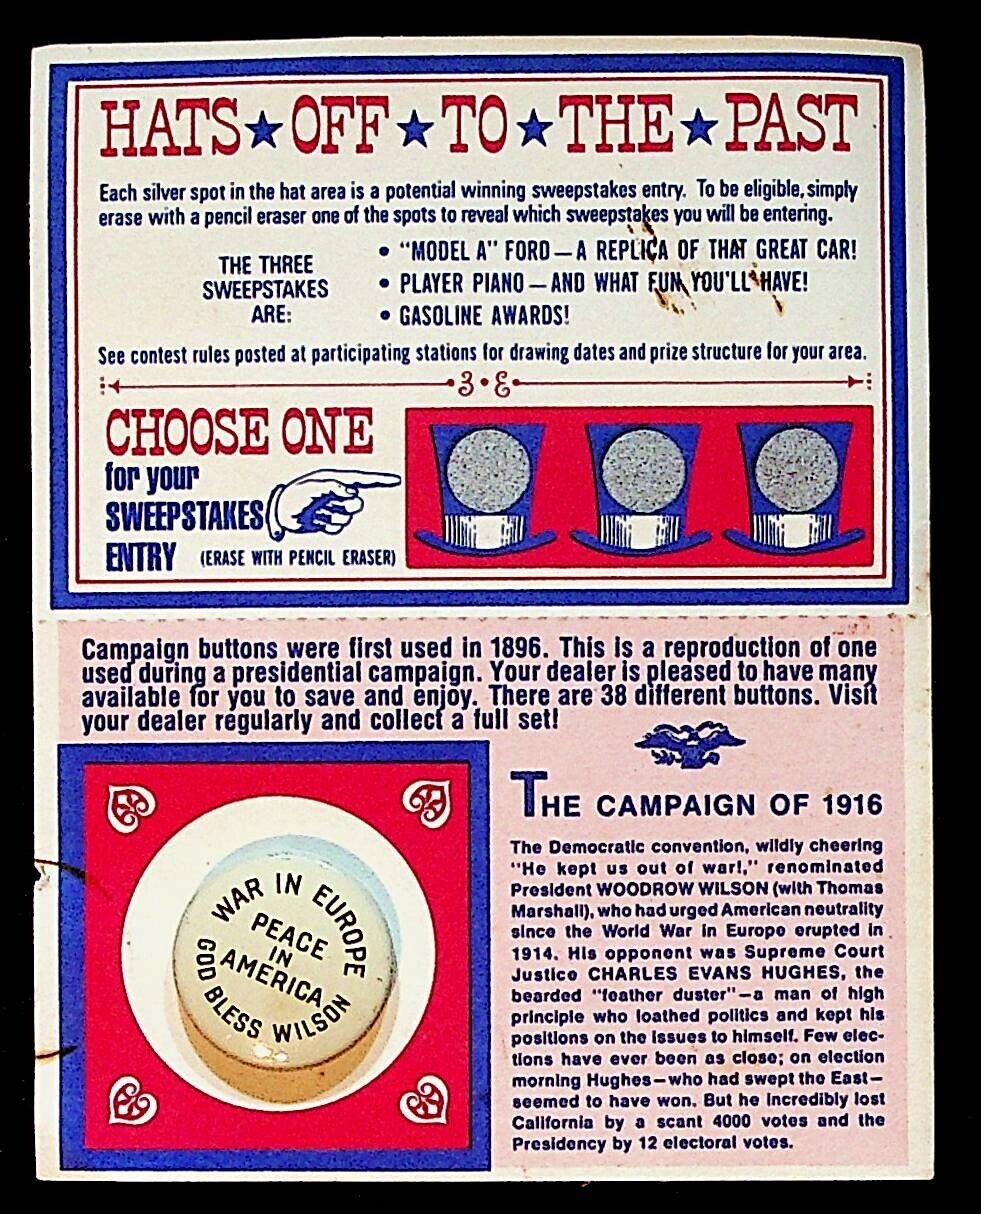 HATS★OFF★TO★THE★PAST
Each silver spot in the hat area is a potential winning sweepstakes entry. To be eligible, simply
erase with a pencil eraser one of the spots to reveal which sweepstakes you will be entering.
THE THREE
SWEEPSTAKES
ARE:
• "MODEL A" FORD—A REPLICA OF THAT GREAT CAR!
• PLAYER PIANO—AND WHAT FUN YOU'LL HAVE!
• GASOLINE AWARDS!
See contest rules posted at participating stations for drawing dates and prize structure for your area.
CHOOSE ONE
for your
SWEEPSTAKES
ENTRY (ERASE WITH PENCIL ERASER)
Campaign buttons were first used in 1896. This is a reproduction of one
used during a presidential campaign. Your dealer is pleased to have many
available for you to save and enjoy. There are 38 different buttons. Visit
your dealer regularly and collect a full set!
WAR IN EUROPE
PEACE
IN
AMERICA
GOD BLESS WILSON
THE CAMPAIGN OF 1916
The Democratic convention, wildly cheering
"He kept us out of war!," renominated
President WOODROW WILSON (with Thomas
Marshall), who had urged American neutrality
since the World War in Europe erupted in
1914. His opponent was Supreme Court
Justice CHARLES EVANS HUGHES, the
bearded "feather duster"—a man of high
principle who loathed politics and kept his
positions on the issues to himself. Few elec-
tions have ever been as close; on election
morning Hughes—who had swept the East—
seemed to have won. But he incredibly lost
California by a scant 4000 votes and the
Presidency by 12 electoral votes.